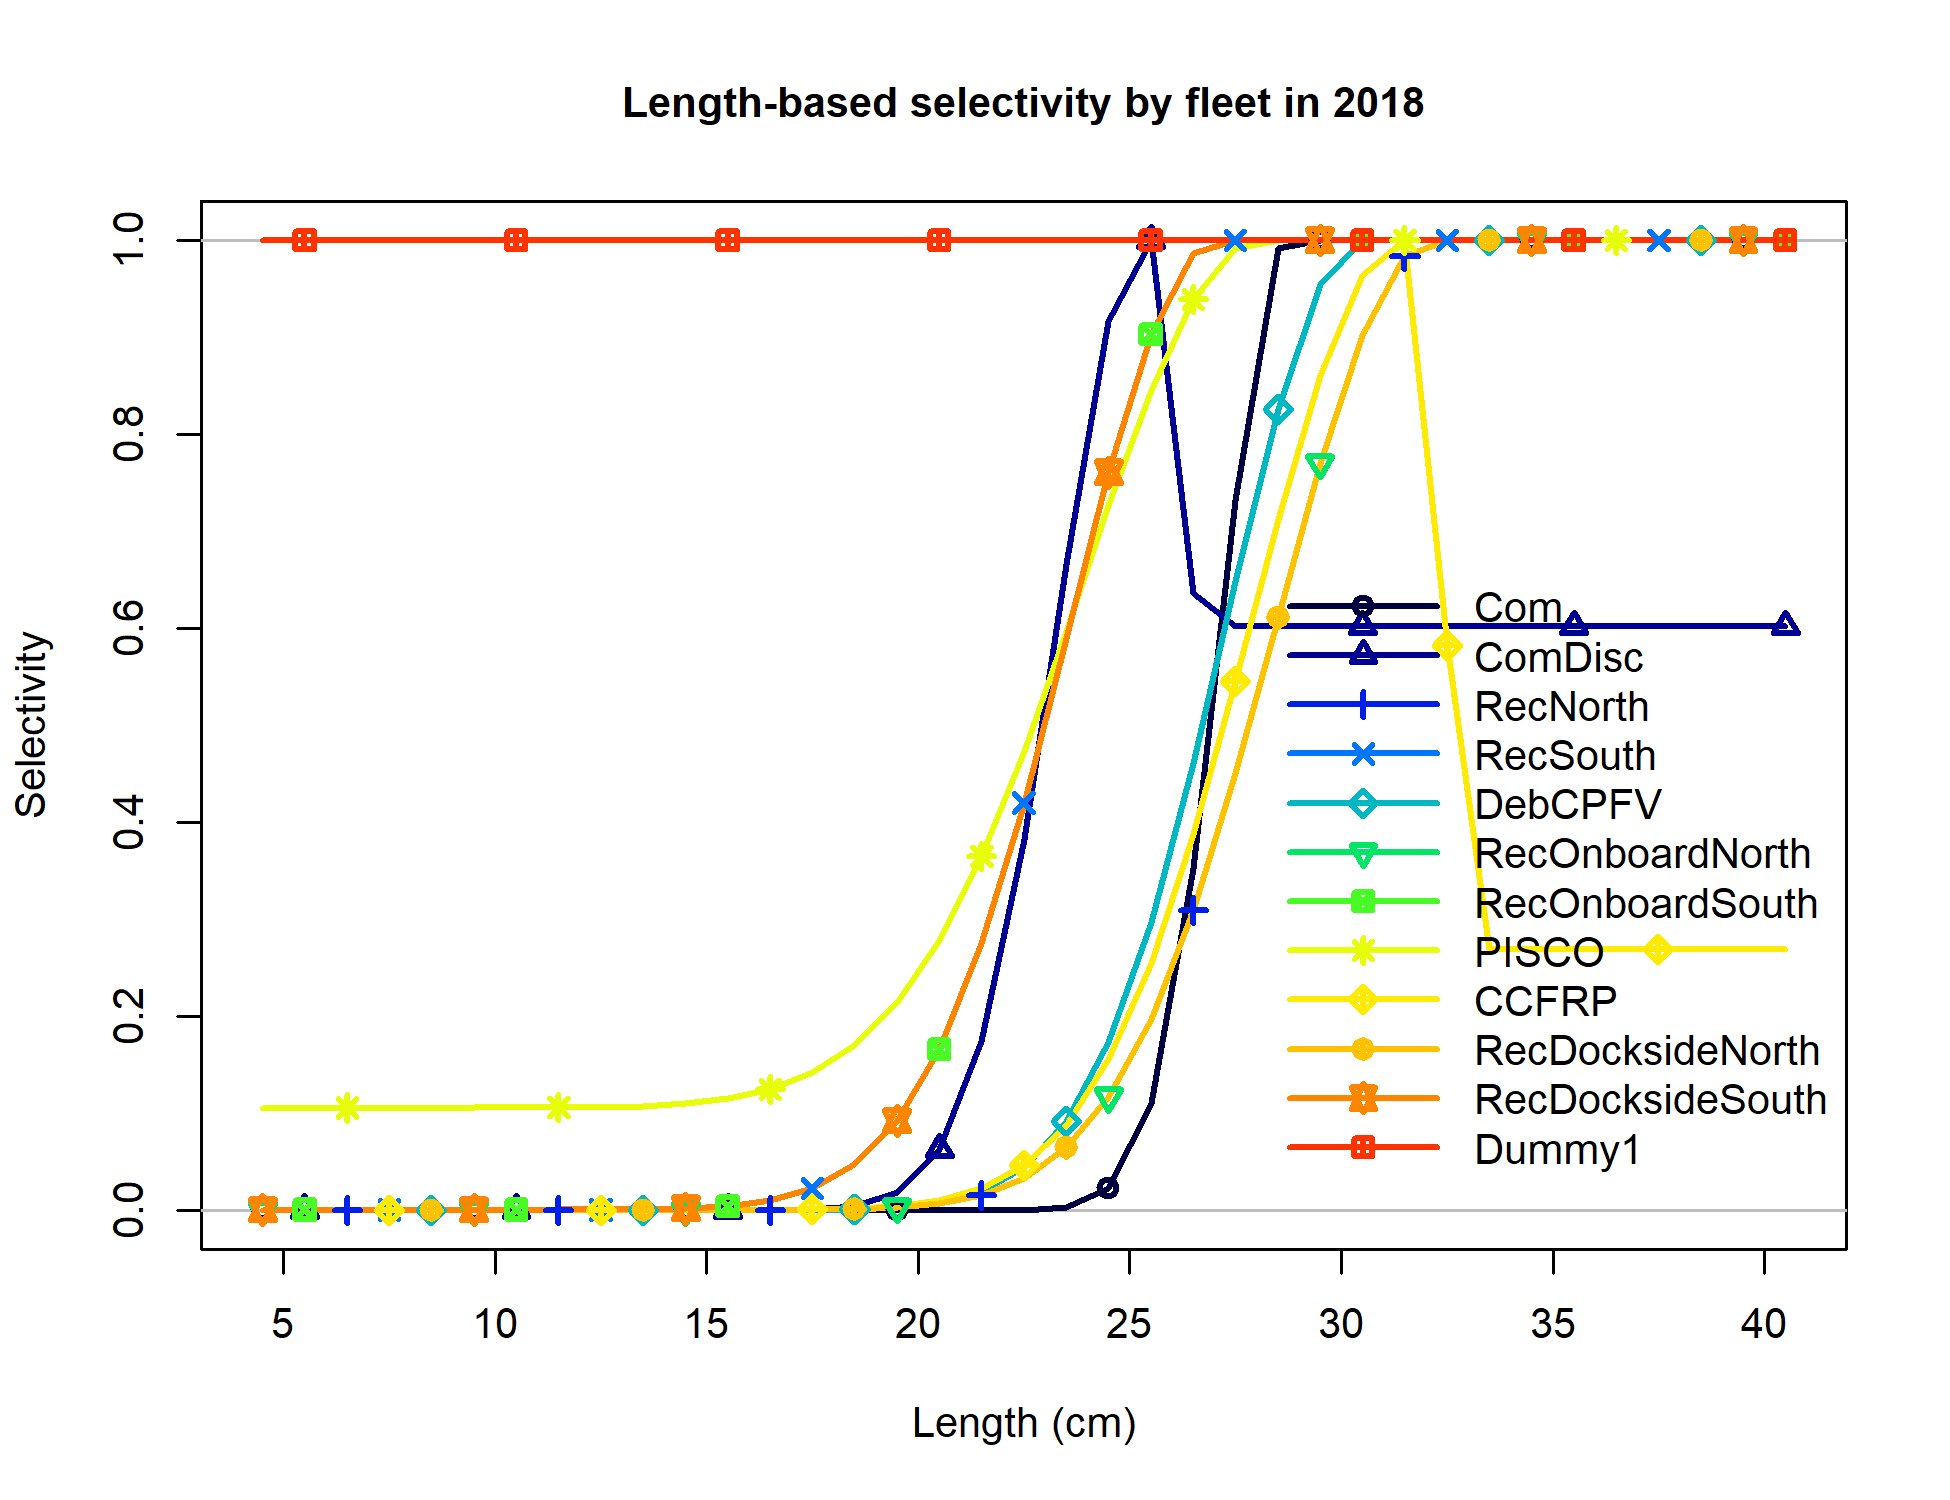 Length-based selectivity by fleet in 2018
Selectivity
1.0
0.8
0.6
0.4
0.2
0.0
Com
ComDisc
RecNorth
RecSouth
DebCPFV
RecOnboardNorth
RecOnboardSouth
PISCO
CCFRP
RecDocksideNorth
RecDocksideSouth
Dummy1
5 10 15 20 25 30 35 40
Length (cm)